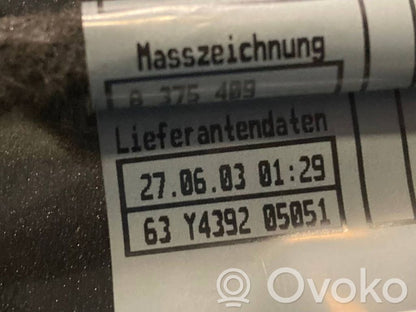 Masszeichnung
8 375 409
Lieferantendaten
27.06.03 01:29
63 Y4392 05051
Ovoko